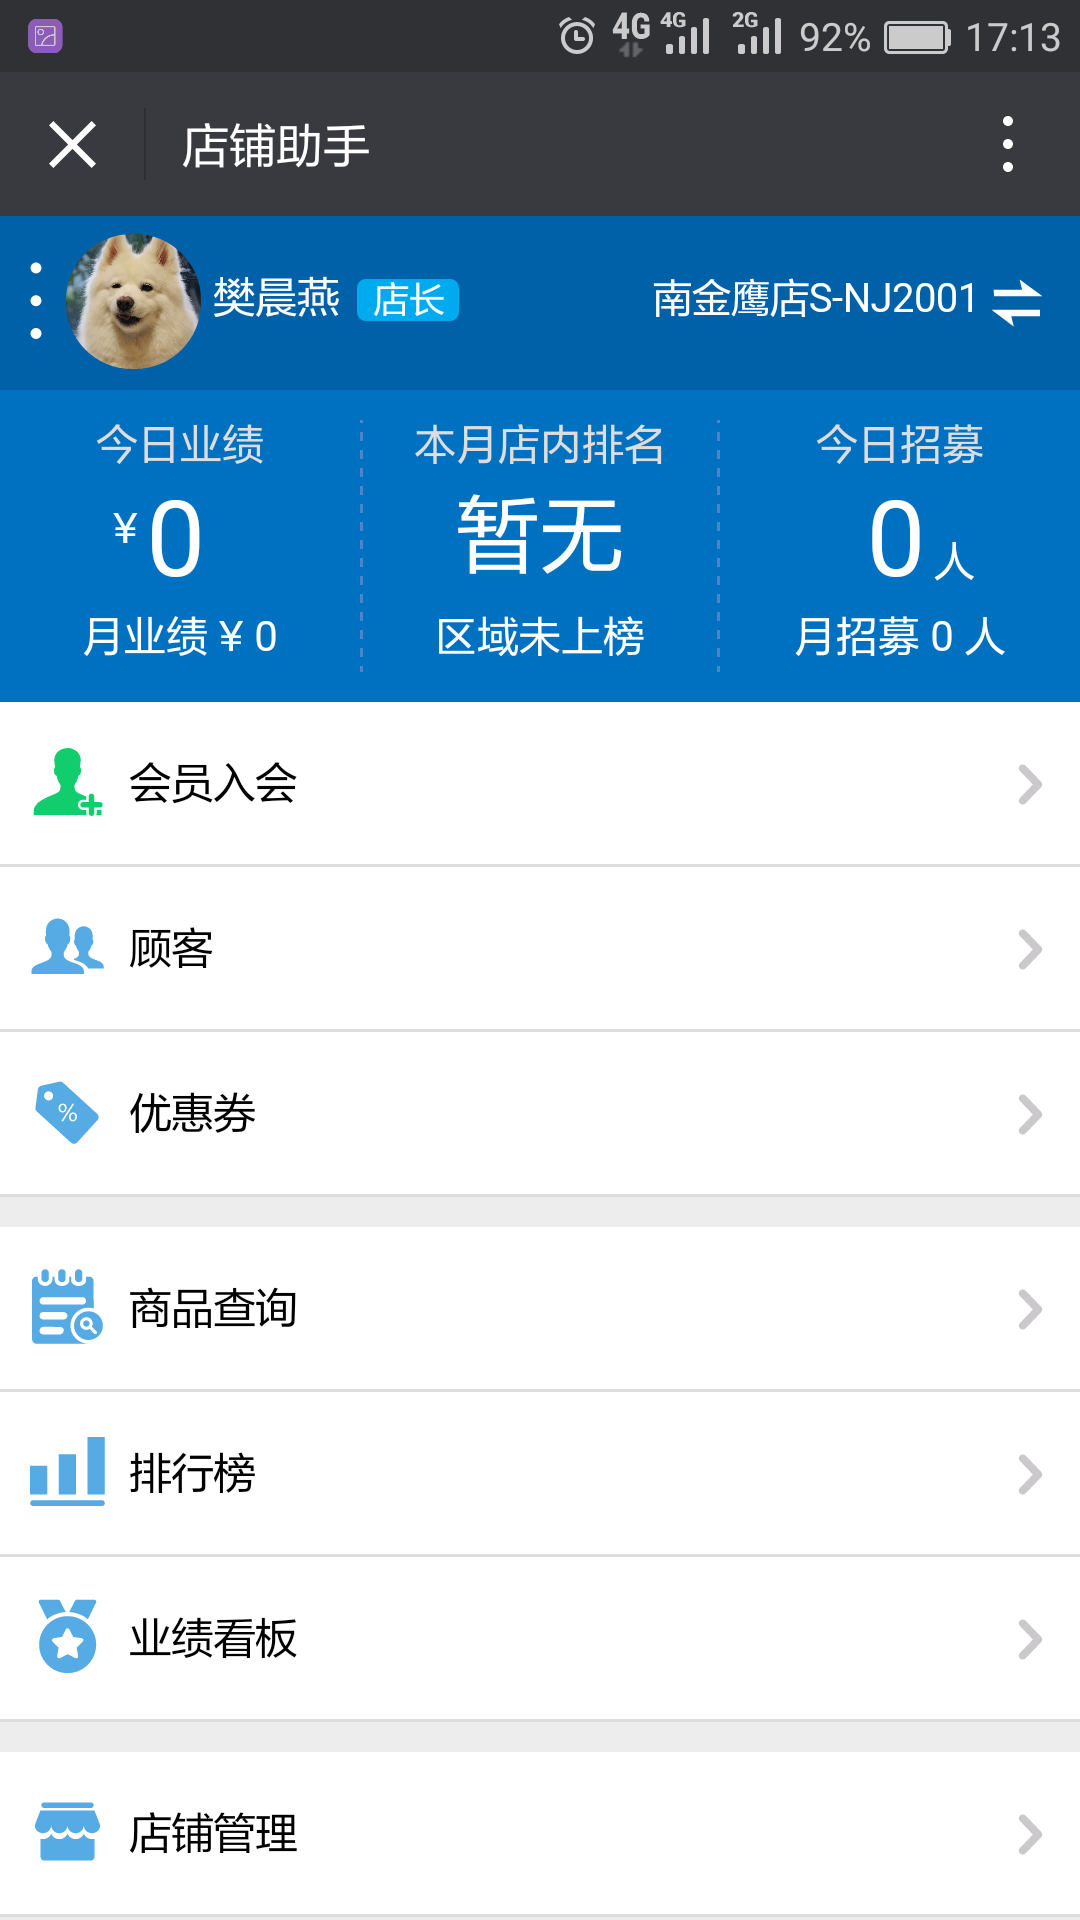 4G 4G 2G 92% 17:13
店铺助手
樊晨燕 店长 南金鹰店S-NJ2001
今日业绩 本月店内排名 今日招募
¥0 暂无 0人
月业绩 ¥ 0 区域未上榜 月招募 0 人
会员入会
顾客
%
优惠券
商品查询
排行榜
业绩看板
店铺管理